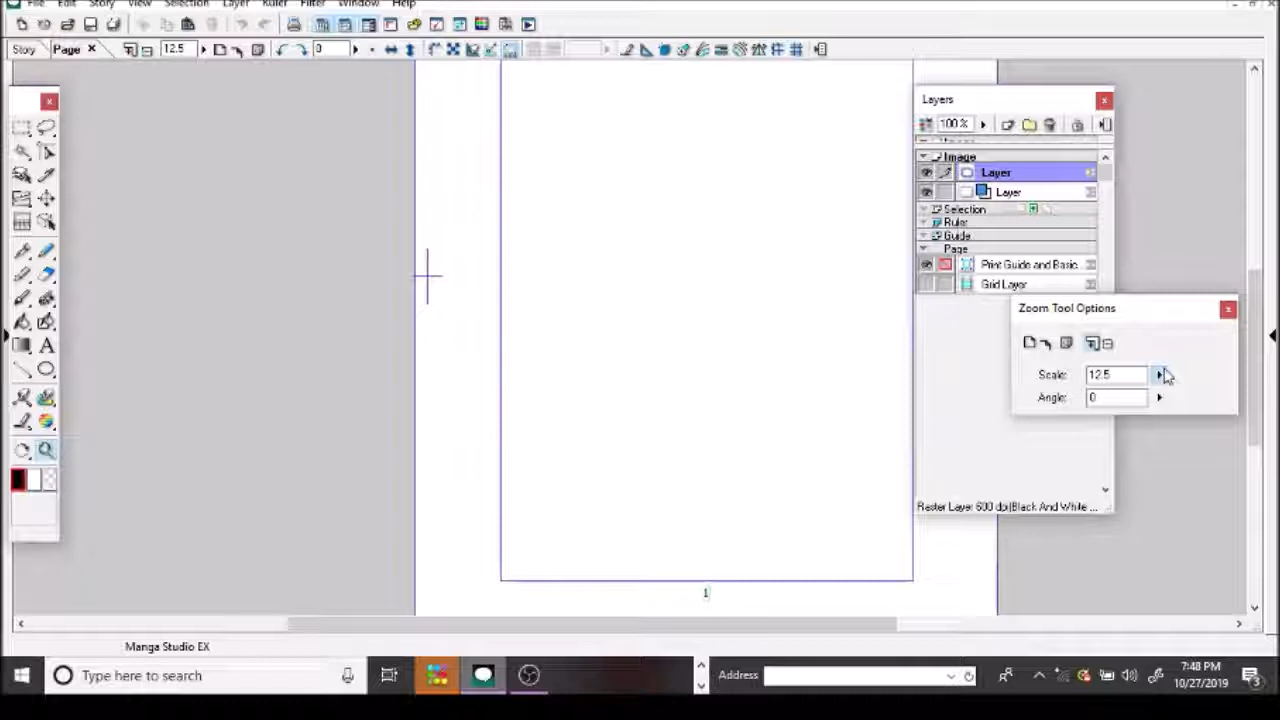 File Edit Story View Selection Layer Ruler Filter Window Help
Story Page 12.5 0
Layers
100 %
Image
Layer
Layer
Selection
Ruler
Guide
Page
Print Guide and Basic
Grid Layer
Zoom Tool Options
Scale: 12.5
Angle: 0
A
Raster Layer 600 dpi(Black And White ...
1
Manga Studio EX
Type here to search
Address
7:48 PM
10/27/2019
3